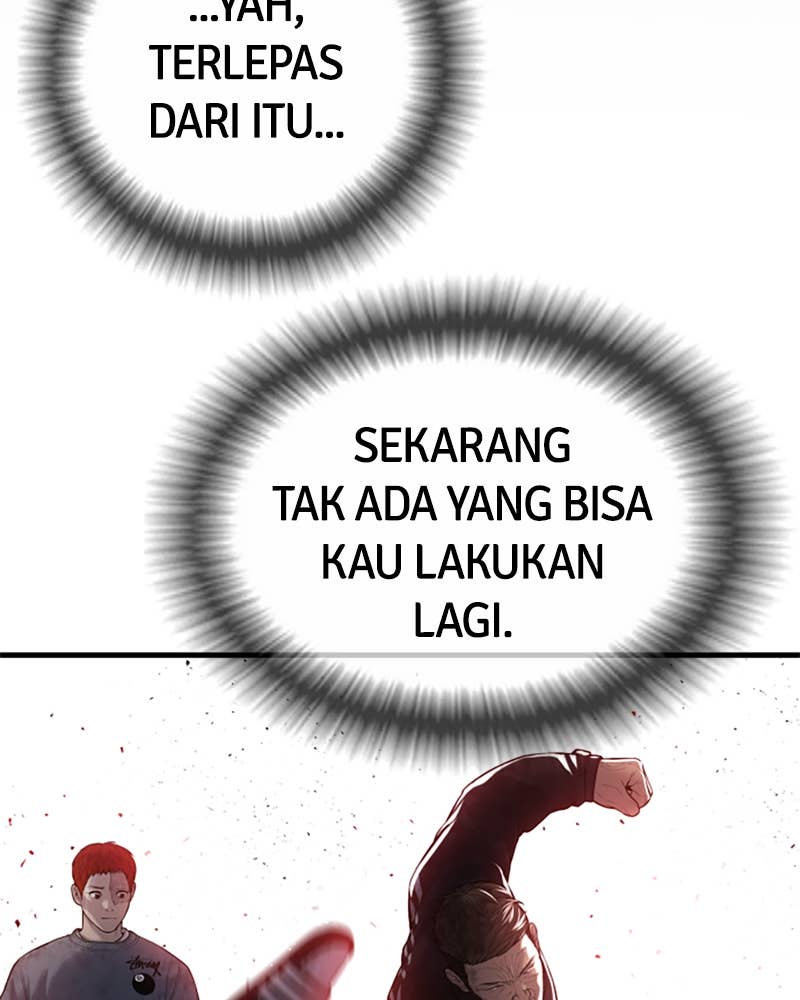 ...YAH,
TERLEPAS
DARI ITU...
SEKARANG
TAK ADA YANG BISA
KAU LAKUKAN
LAGI.